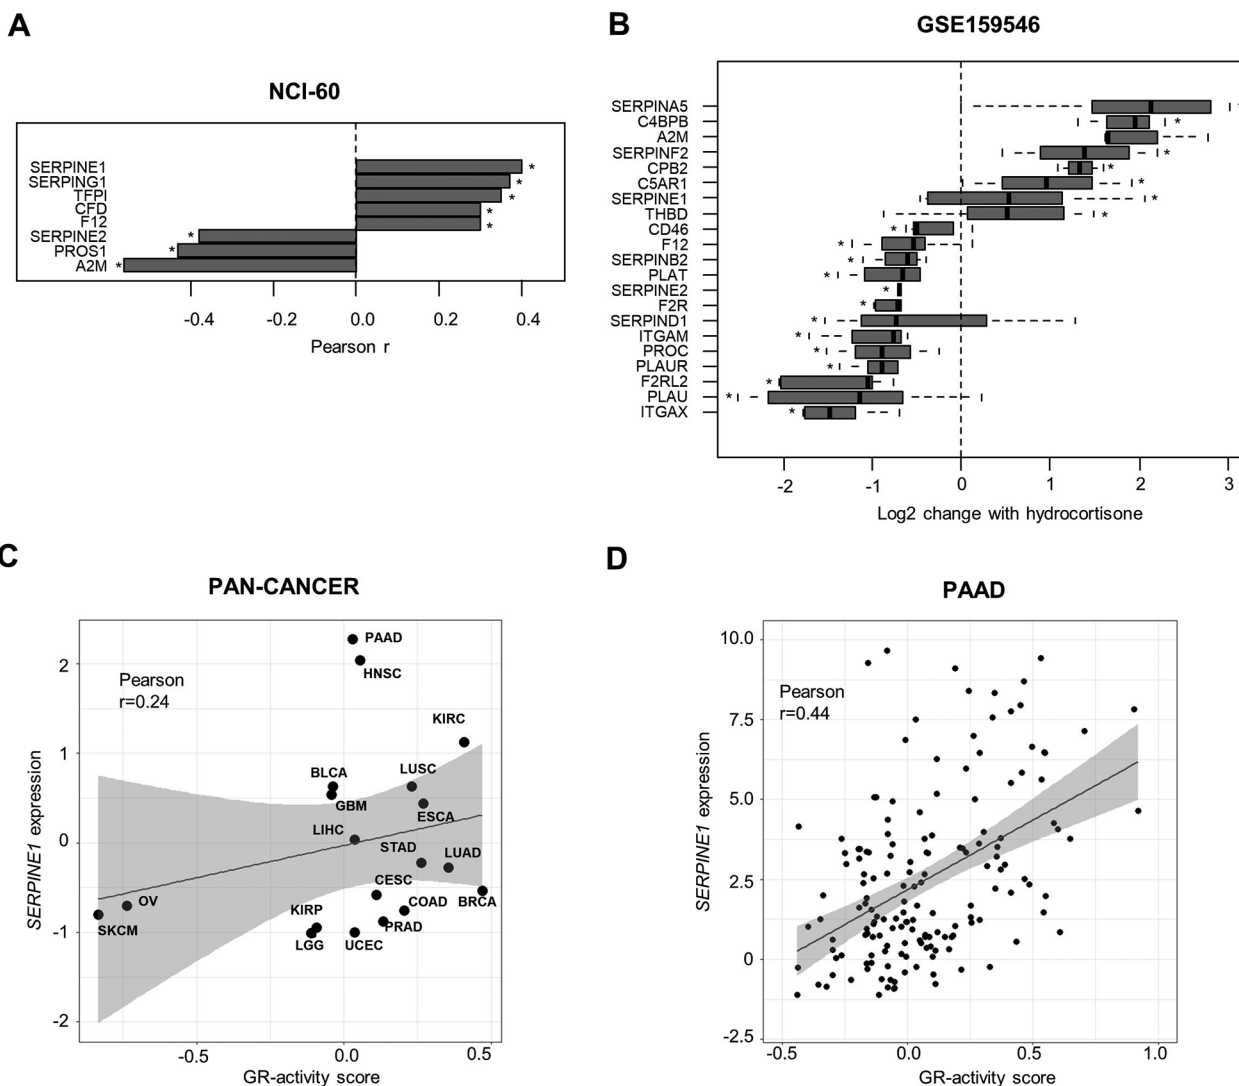 A
NCI-60
SERPINE1
*
SERPING1
*
TFPI
*
CFD
*
F12
*
SERPINE2
*
PROS1
*
A2M
*
-0.4
-0.2
0.0
0.2
0.4
Pearson r
B
GSE159546
SERPINA5
C4BPB
*
A2M
SERPINF2
*
CPB2
*
C5AR1
*
SERPINE1
*
THBD
*
CD46
*
F12
*
SERPINB2
*
PLAT
*
SERPINE2
*
F2R
*
SERPIND1
*
ITGAM
*
PROC
*
PLAUR
*
F2RL2
*
PLAU
*
ITGAX
*
-2
-1
0
1
2
3
Log2 change with hydrocortisone
C
PAN-CANCER
Pearson
r=0.24
PAAD
HNSC
KIRC
BLCA
LUSC
GBM
ESCA
LIHC
STAD
LUAD
CESC
OV
COAD
BRCA
SKCM
KIRP
PRAD
LGG
UCEC
2
1
0
-1
-2
SERPINE1 expression
-0.5
0.0
0.5
GR-activity score
D
PAAD
Pearson
r=0.44
10.0
7.5
5.0
2.5
0
-2.5
SERPINE1 expression
-0.5
0.0
0.5
1.0
GR-activity score